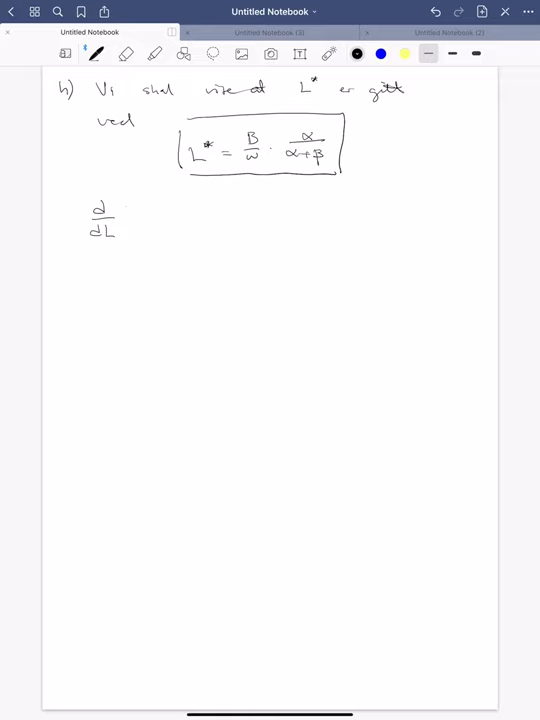 Untitled Notebook
Untitled Notebook
Untitled Notebook (3)
Untitled Notebook (2)
h) Vi skal vise at L* er gitt
ved
L* = B/w · α/(α+β)
d/dL